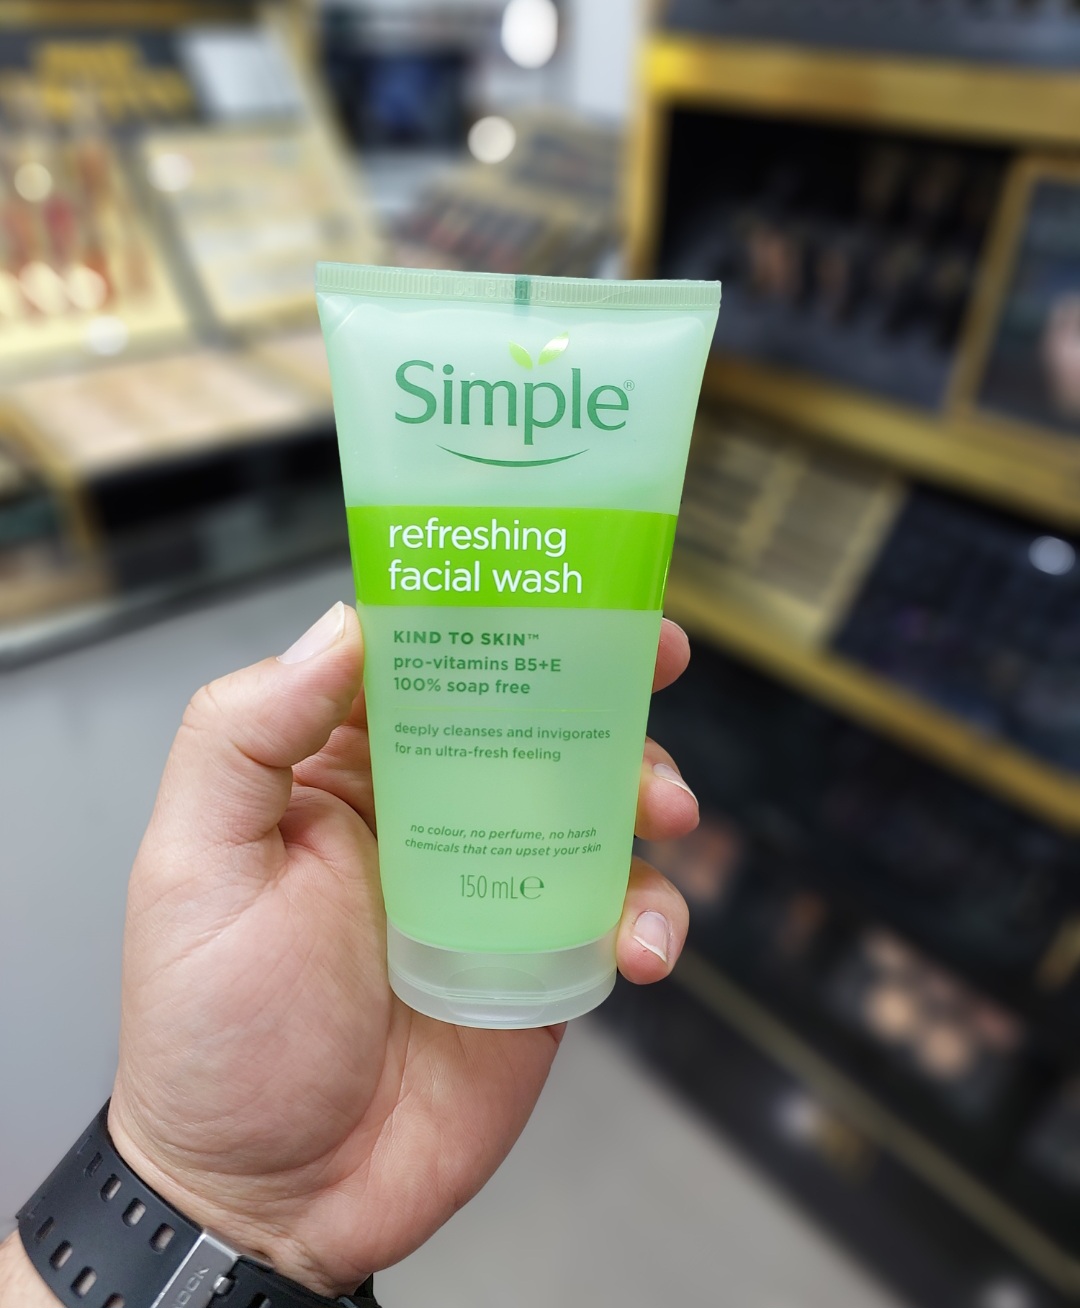 Simple®
refreshing
facial wash
KIND TO SKIN™
pro-vitamins B5+E
100% soap free
deeply cleanses and invigorates
for an ultra-fresh feeling
no colour, no perfume, no harsh
chemicals that can upset your skin
150 mL℮